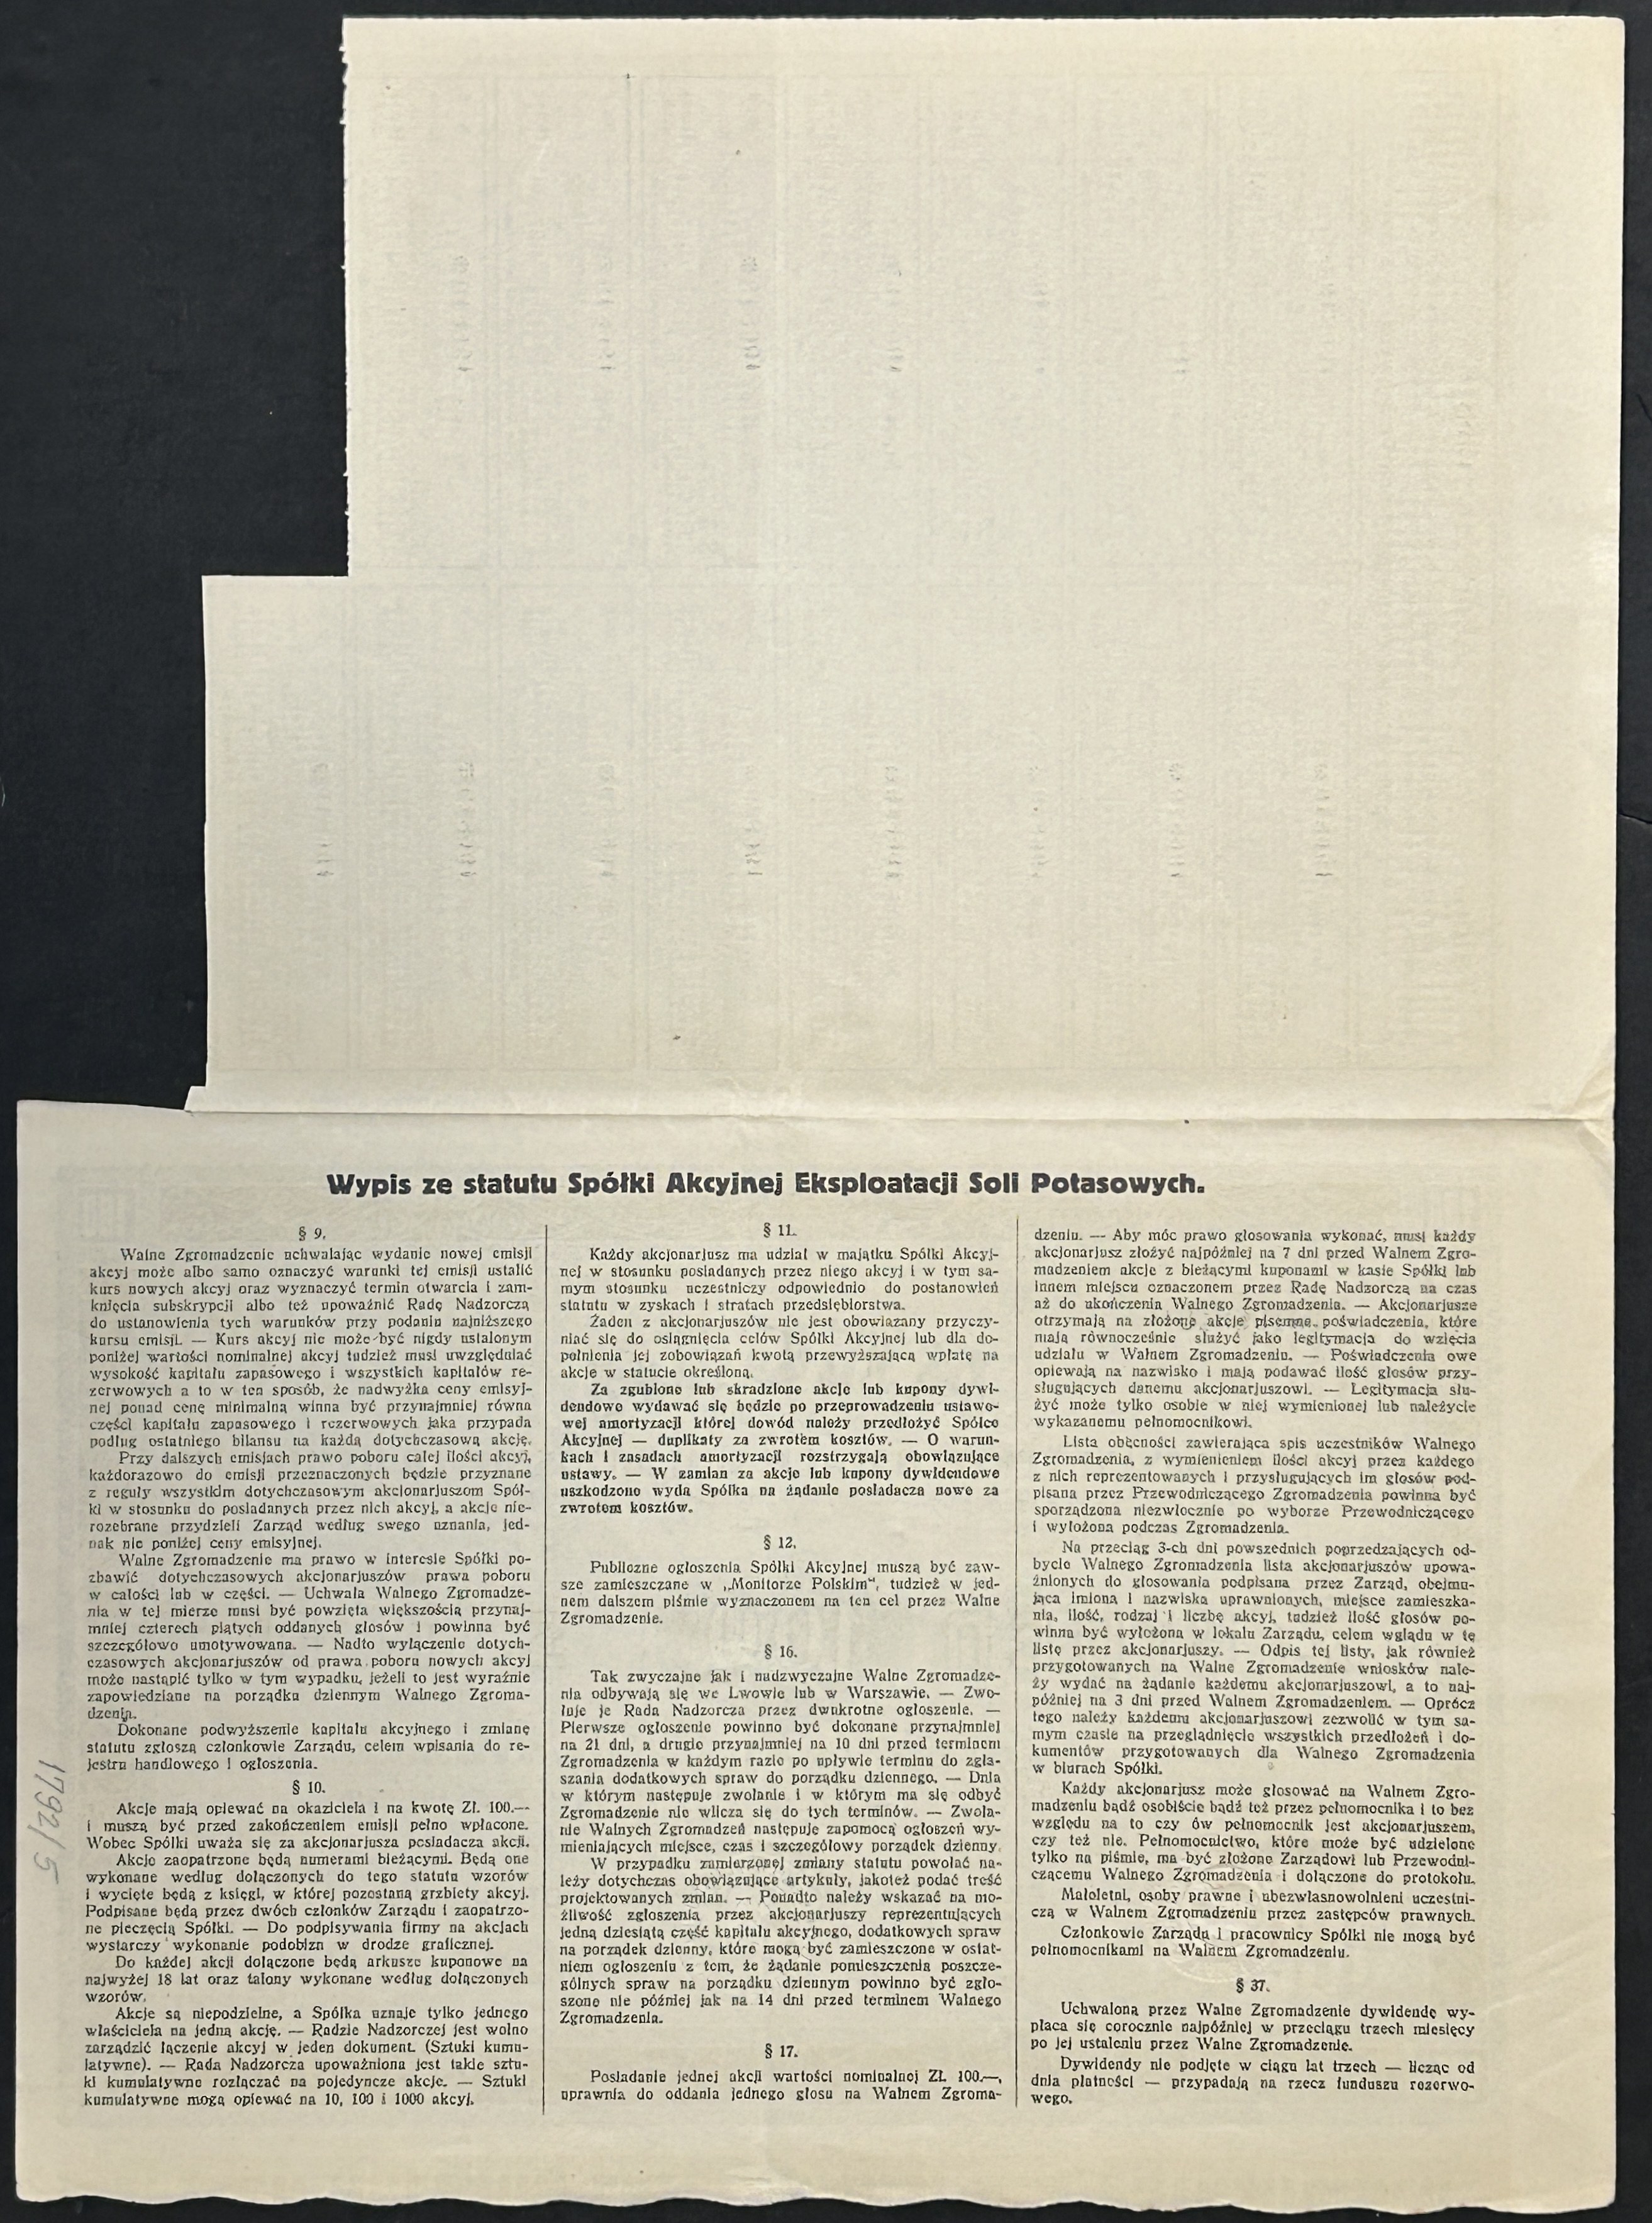 Wypis ze statutu Spółki Akcyjnej Eksploatacji Soli Potasowych.
§ 9.
Walne Zgromadzenie uchwalając wydanie nowej emisji
akcyj może albo samo oznaczyć warunki tej emisji ustalić
kurs nowych akcyj oraz wyznaczyć termin otwarcia i zam-
knięcia subskrypcji albo też upoważnić Radę Nadzorczą
do ustanowienia tych warunków przy podaniu najniższego
kursu emisji. — Kurs akcyj nie może być nigdy ustalonym
poniżej wartości nominalnej akcyj tudzież musi uwzględniać
wysokość kapitału zapasowego i wszystkich kapitałów re-
zerwowych a to w ten sposób, że nadwyżka ceny emisyj-
nej ponad cenę minimalną winna być przynajmniej równa
części kapitału zapasowego i rezerwowych jaka przypada
podług ostatniego bilansu na każdą dotychczasową akcję.
Przy dalszych emisjach prawo poboru całej ilości akcyj,
każdorazowo do emisji przeznaczonych będzie przyznane
z reguły wszystkim dotychczasowym akcjonarjuszom Spół-
ki w stosunku do posiadanych przez nich akcyj, a akcje nie-
rozebrane przydzieli Zarząd według swego uznania, jed-
nak nie poniżej ceny emisyjnej.
Walne Zgromadzenie ma prawo w interesie Spółki po-
zbawić dotychczasowych akcjonarjuszów prawa poboru
w całości lub w części. — Uchwała Walnego Zgromadze-
nia w tej mierze musi być powzięta większością przynaj-
mniej czterech piątych oddanych głosów i powinna być
szczegółowo umotywowana. — Nadto wyłączenie dotych-
czasowych akcjonarjuszów od prawa poboru nowych akcyj
może nastąpić tylko w tym wypadku, jeżeli to jest wyraźnie
zapowiedziane na porządku dziennym Walnego Zgroma-
dzenia.
Dokonane podwyższenie kapitału akcyjnego i zmianę
statutu zgłoszą członkowie Zarządu, celem wpisania do re-
jestru handlowego i ogłoszenia.
§ 10.
Akcje mają opiewać na okaziciela i na kwotę Zł. 100.—
i muszą być przed zakończeniem emisji pełno wpłacone.
Wobec Spółki uważa się za akcjonarjusza posiadacza akcji.
Akcje zaopatrzone będą numerami bieżącymi. Będą one
wykonane według dołączonych do tego statutu wzorów
i wycięte będą z księgi, w której pozostaną grzbiety akcyj.
Podpisane będą przez dwóch członków Zarządu i zaopatrzo-
ne pieczęcią Spółki. — Do podpisywania firmy na akcjach
wystarczy wykonanie podobizn w drodze graficznej.
Do każdej akcji dołączone będą arkusze kuponowe na
najwyżej 18 lat oraz talony wykonane według dołączonych
wzorów.
Akcje są niepodzielne, a Spółka uznaje tylko jednego
właściciela na jedną akcję. — Radzie Nadzorczej jest wolno
zarządzić łączenie akcyj w jeden dokument. (Sztuki kumu-
latywne). — Rada Nadzorcza upoważniona jest takie sztu-
ki kumulatywne rozłączać na pojedyncze akcje. — Sztuki
kumulatywne mogą opiewać na 10, 100 i 1000 akcyj.
§ 11.
Każdy akcjonarjusz ma udział w majątku Spółki Akcyj-
nej w stosunku posiadanych przez niego akcyj i w tym sa-
mym stosunku uczestniczy odpowiednio do postanowień
statutu w zyskach i stratach przedsiębiorstwa.
Żaden z akcjonarjuszów nie jest obowiązany przyczy-
niać się do osiągnięcia celów Spółki Akcyjnej lub dla do-
pełnienia jej zobowiązań kwotą przewyższającą wpłatę na
akcje w statucie określoną.
Za zgubione lub skradzione akcje lub kupony dywi-
dendowe wydawać się będzie po przeprowadzeniu ustawo-
wej amortyzacji której dowód należy przedłożyć Spółce
Akcyjnej — duplikaty za zwrotem kosztów. — O warun-
kach i zasadach amortyzacji rozstrzygają obowiązujące
ustawy. — W zamian za akcje lub kupony dywidendowe
uszkodzone wyda Spółka na żądanie posiadacza nowe za
zwrotem kosztów.
§ 12.
Publiczne ogłoszenia Spółki Akcyjnej muszą być zaw-
sze zamieszczane w „Monitorze Polskim“, tudzież w jed-
nem dalszem piśmie wyznaczonem na ten cel przez Walne
Zgromadzenie.
§ 16.
Tak zwyczajne jak i nadzwyczajne Walne Zgromadze-
nia odbywają się we Lwowie lub w Warszawie. — Zwo-
łuje je Rada Nadzorcza przez dwukrotne ogłoszenie. —
Pierwsze ogłoszenie powinno być dokonane przynajmniej
na 21 dni, a drugie przynajmniej na 10 dni przed terminem
Zgromadzenia w każdym razie po upływie terminu do zgła-
szania dodatkowych spraw do porządku dziennego. — Dnia
w którym następuje zwołanie i w którym ma się odbyć
Zgromadzenie nie wlicza się do tych terminów. — Zwoła-
nie Walnych Zgromadzeń następuje zapomocą ogłoszeń wy-
mieniających miejsce, czas i szczegółowy porządek dzienny.
W przypadku zamierzonej zmiany statutu powołać na-
leży dotychczas obowiązujące artykuły, jakoteż podać treść
projektowanych zmian. — Ponadto należy wskazać na mo-
żliwość zgłoszenia przez akcjonarjuszy reprezentujących
jedną dziesiątą część kapitału akcyjnego, dodatkowych spraw
na porządek dzienny, które mogą być zamieszczone w ostat-
niem ogłoszeniu z tem, że żądanie pomieszczenia poszcze-
gólnych spraw na porządku dziennym powinno być zgło-
szone nie później jak na 14 dni przed terminem Walnego
Zgromadzenia.
§ 17.
Posiadanie jednej akcji wartości nominalnej Zł. 100.—,
uprawnia do oddania jednego głosu na Walnem Zgroma-
dzeniu. — Aby móc prawo głosowania wykonać, musi każdy
akcjonarjusz złożyć najpóźniej na 7 dni przed Walnem Zgro-
madzeniem akcje z bieżącymi kuponami w kasie Spółki lub
innem miejscu oznaczonem przez Radę Nadzorczą na czas
aż do ukończenia Walnego Zgromadzenia. — Akcjonarjusze
otrzymają na złożone akcje pisemne poświadczenia, które
mają równocześnie służyć jako legitymacja do wzięcia
udziału w Walnem Zgromadzeniu. — Poświadczenia owe
opiewają na nazwisko i mają podawać ilość głosów przy-
sługujących danemu akcjonarjuszowi. — Legitymacja słu-
żyć może tylko osobie w niej wymienionej lub należycie
wykazanemu pełnomocnikowi.
Lista obecności zawierająca spis uczestników Walnego
Zgromadzenia, z wymienieniem ilości akcyj przez każdego
z nich reprezentowanych i przysługujących im głosów pod-
pisana przez Przewodniczącego Zgromadzenia powinna być
sporządzona niezwłocznie po wyborze Przewodniczącego
i wyłożona podczas Zgromadzenia.
Na przeciąg 3-ch dni powszednich poprzedzających od-
bycie Walnego Zgromadzenia lista akcjonarjuszów upowa-
żnionych do głosowania podpisana przez Zarząd, obejmu-
jąca imiona i nazwiska uprawnionych, miejsce zamieszka-
nia, ilość, rodzaj i liczbę akcyj, tudzież ilość głosów po-
winna być wyłożona w lokalu Zarządu, celem wglądu w tę
listę przez akcjonarjuszy. — Odpis tej listy, jak również
przygotowanych na Walne Zgromadzenie wniosków nale-
ży wydać na żądanie każdemu akcjonarjuszowi, a to naj-
później na 3 dni przed Walnem Zgromadzeniem. — Oprócz
tego należy każdemu akcjonarjuszowi zezwolić w tym sa-
mym czasie na przeglądnięcie wszystkich przedłożeń i do-
kumentów przygotowanych dla Walnego Zgromadzenia
w biurach Spółki.
Każdy akcjonarjusz może głosować na Walnem Zgro-
madzeniu bądź osobiście bądź też przez pełnomocnika i to bez
względu na to czy ów pełnomocnik jest akcjonarjuszem,
czy też nie. Pełnomocnictwo, które może być udzielone
tylko na piśmie, ma być złożone Zarządowi lub Przewodni-
czącemu Walnego Zgromadzenia i dołączone do protokołu.
Małoletni, osoby prawne i ubezwłasnowolnieni uczestni-
czą w Walnem Zgromadzeniu przez zastępców prawnych.
Członkowie Zarządu i pracownicy Spółki nie mogą być
pełnomocnikami na Walnem Zgromadzeniu.
§ 37.
Uchwaloną przez Walne Zgromadzenie dywidendę wy-
płaca się corocznie najpóźniej w przeciągu trzech miesięcy
po jej ustaleniu przez Walne Zgromadzenie.
Dywidendy nie podjęte w ciągu lat trzech — licząc od
dnia płatności — przypadają na rzecz funduszu rezerwo-
wego.
1792/5